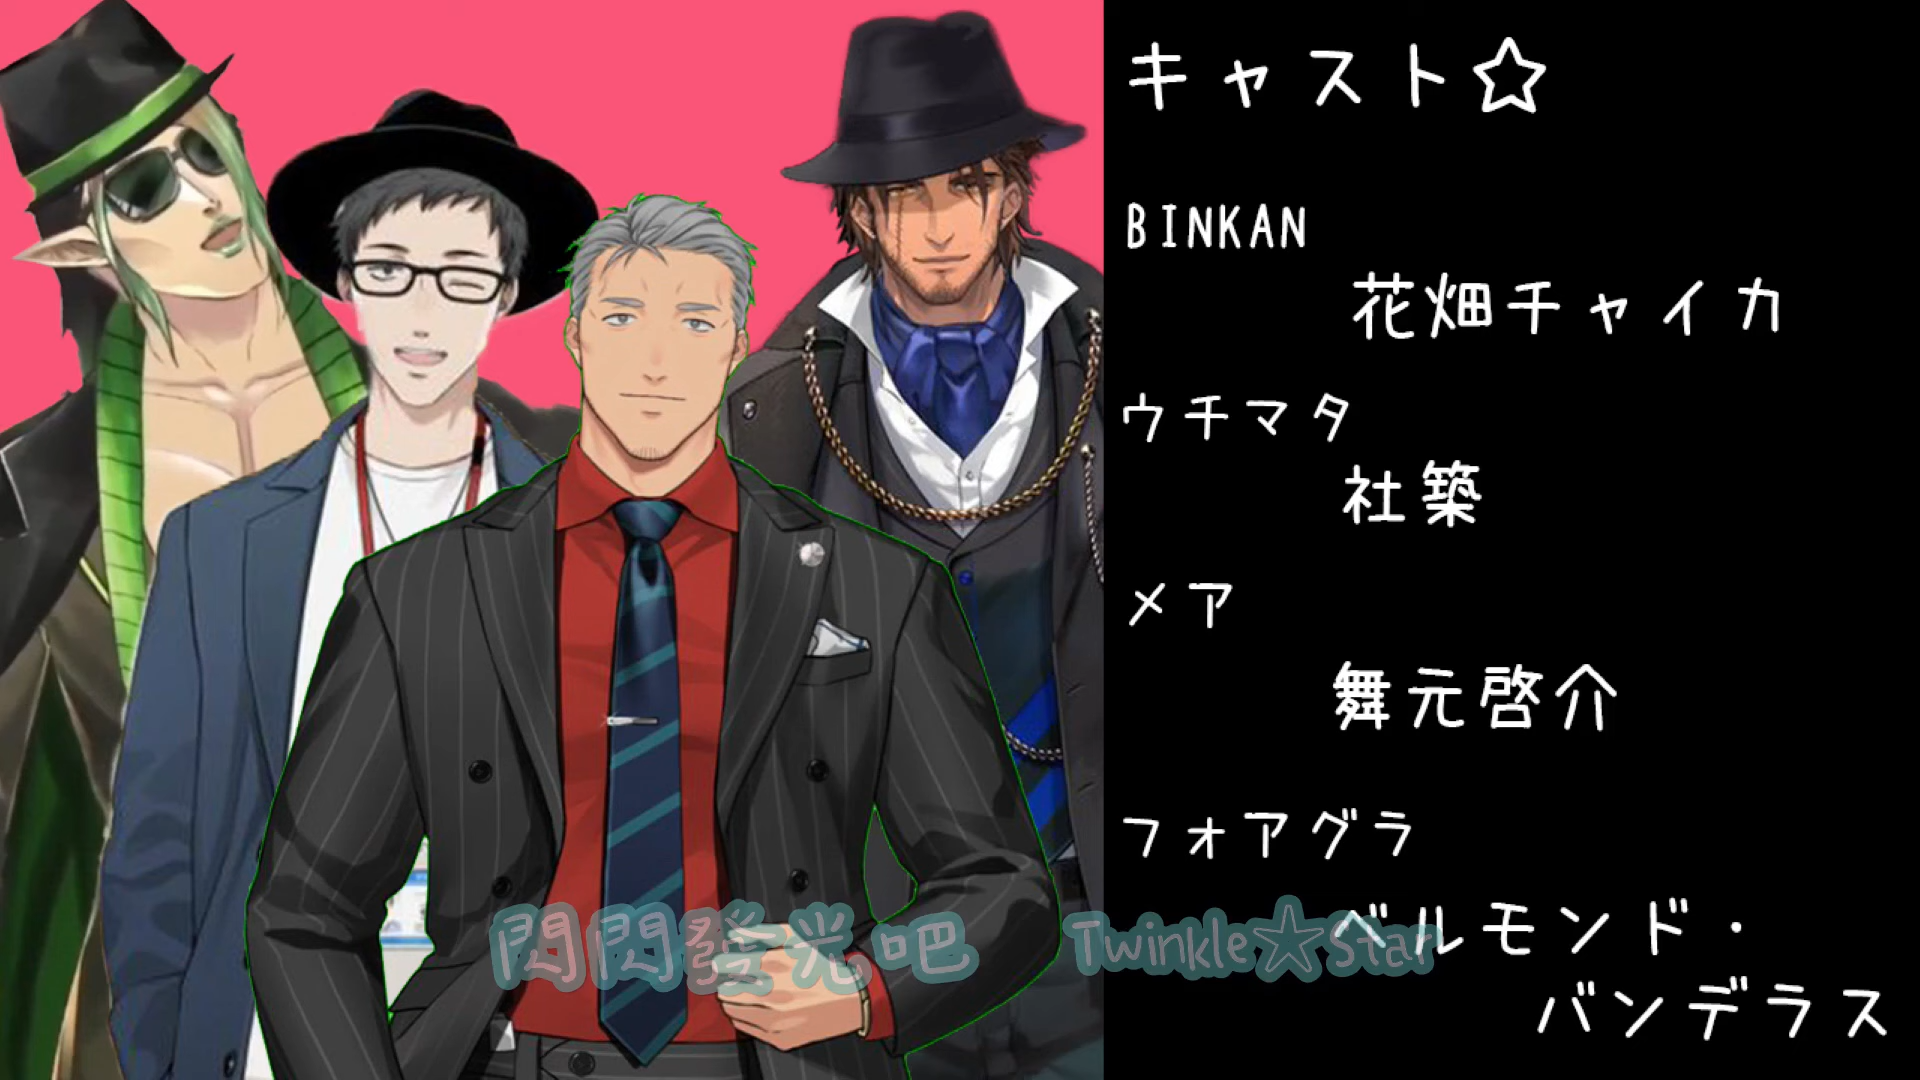 キャスト☆
BINKAN
花畑チャイカ
ウチマタ
社築
メア
舞元啓介
フォアグラ
ベルモンド・
バンデラス
閃閃發光吧 Twinkle☆Star